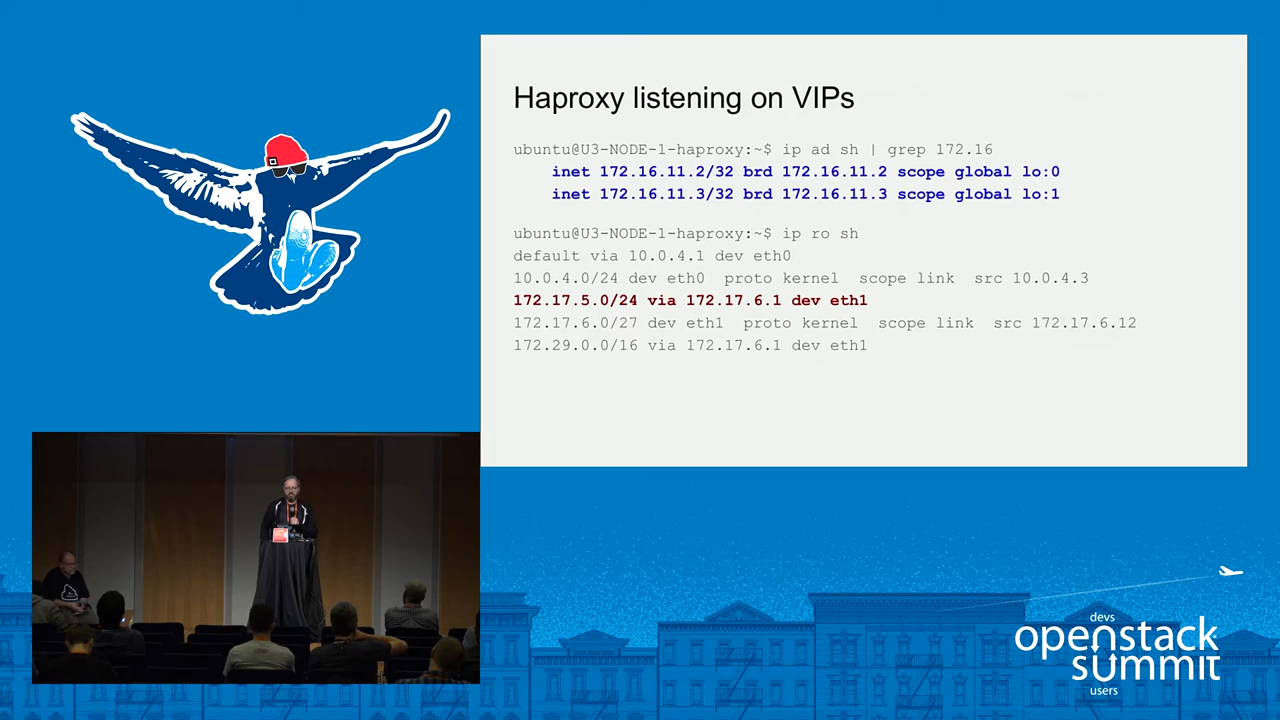 Haproxy listening on VIPs
ubuntu@U3-NODE-1-haproxy:~$ ip ad sh | grep 172.16
inet 172.16.11.2/32 brd 172.16.11.2 scope global lo:0
inet 172.16.11.3/32 brd 172.16.11.3 scope global lo:1
ubuntu@U3-NODE-1-haproxy:~$ ip ro sh
default via 10.0.4.1 dev eth0
10.0.4.0/24 dev eth0 proto kernel scope link src 10.0.4.3
172.17.5.0/24 via 172.17.6.1 dev eth1
172.17.6.0/27 dev eth1 proto kernel scope link src 172.17.6.12
172.29.0.0/16 via 172.17.6.1 dev eth1
devs
openstack
summit
users